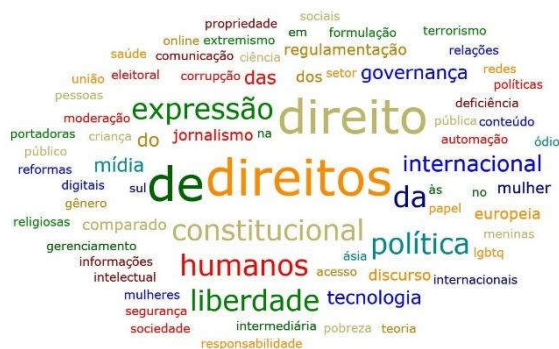 sociais
propriedade em formulação terrorismo
online extremismo regulamentação relações
saúde comunicação ciência
união eleitoral corrupção das dos setor governança redes
pessoas políticas
moderação expressão direito deficiência
portadoras criança do jornalismo na pública conteúdo
público automação ódio
reformas mídia internacional
digitais sul de direitos da às no mulher
gênero papel europeia
religiosas comparado constitucional política meninas
gerenciamento ásia lgbtq
informações humanos acesso discurso internacionais
intelectual
mulheres liberdade tecnologia
segurança
sociedade intermediária pobreza teoria
responsabilidade